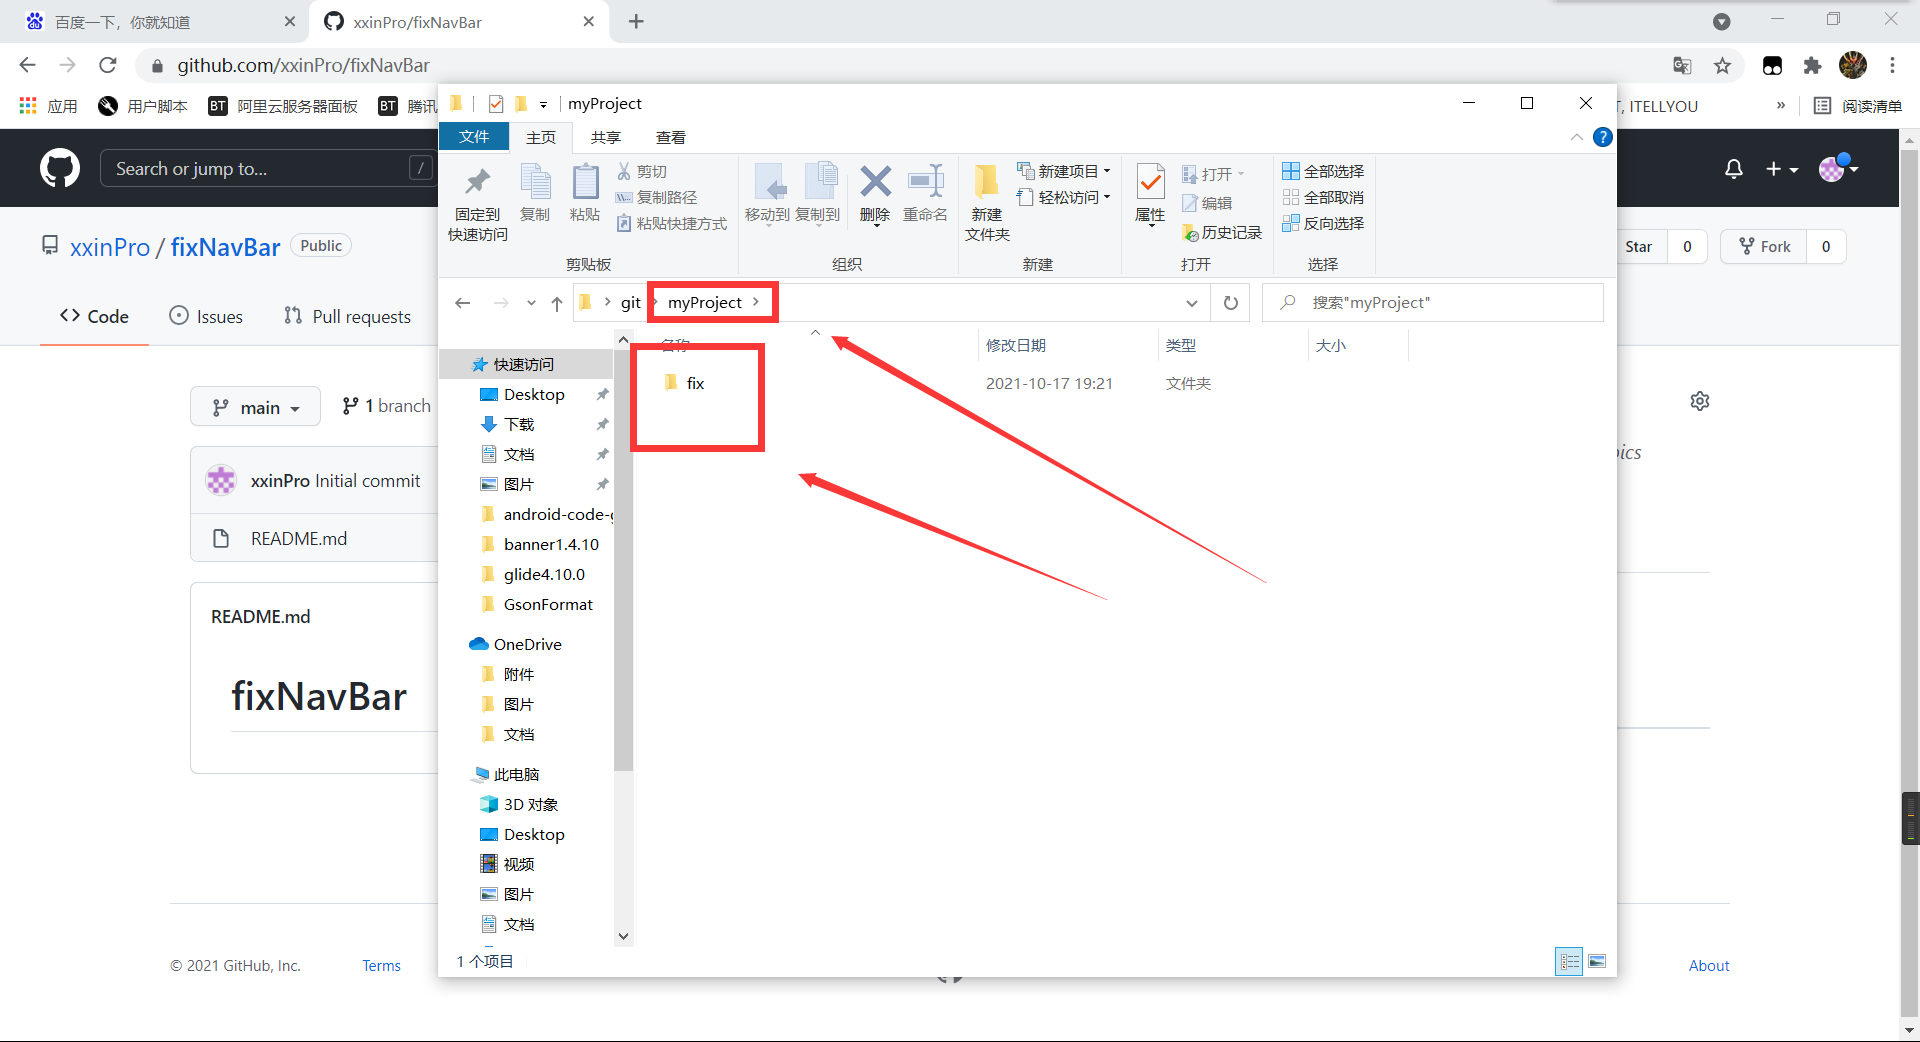 百度一下，你就知道
xxinPro/fixNavBar
github.com/xxinPro/fixNavBar
应用
用户脚本
BT 阿里云服务器面板
BT 腾讯
T, ITELLYOU
»
阅读清单
myProject
文件
主页
共享
查看
Search or jump to...
/
固定到
快速访问
复制
粘贴
剪切
复制路径
粘贴快捷方式
剪贴板
移动到
复制到
删除
重命名
组织
新建
文件夹
新建项目
轻松访问
新建
属性
打开
编辑
历史记录
打开
全部选择
全部取消
反向选择
选择
xxinPro / fixNavBar
Public
Star 0
Fork 0
git
myProject
搜索"myProject"
Code
Issues
Pull requests
名称
修改日期
类型
大小
fix
2021-10-17 19:21
文件夹
快速访问
Desktop
下载
文档
图片
android-code-g
banner1.4.10
glide4.10.0
GsonFormat
OneDrive
附件
图片
文档
此电脑
3D 对象
Desktop
视频
图片
文档
1 个项目
main
1 branch
xxinPro Initial commit
README.md
README.md
fixNavBar
pics
© 2021 GitHub, Inc.
Terms
About